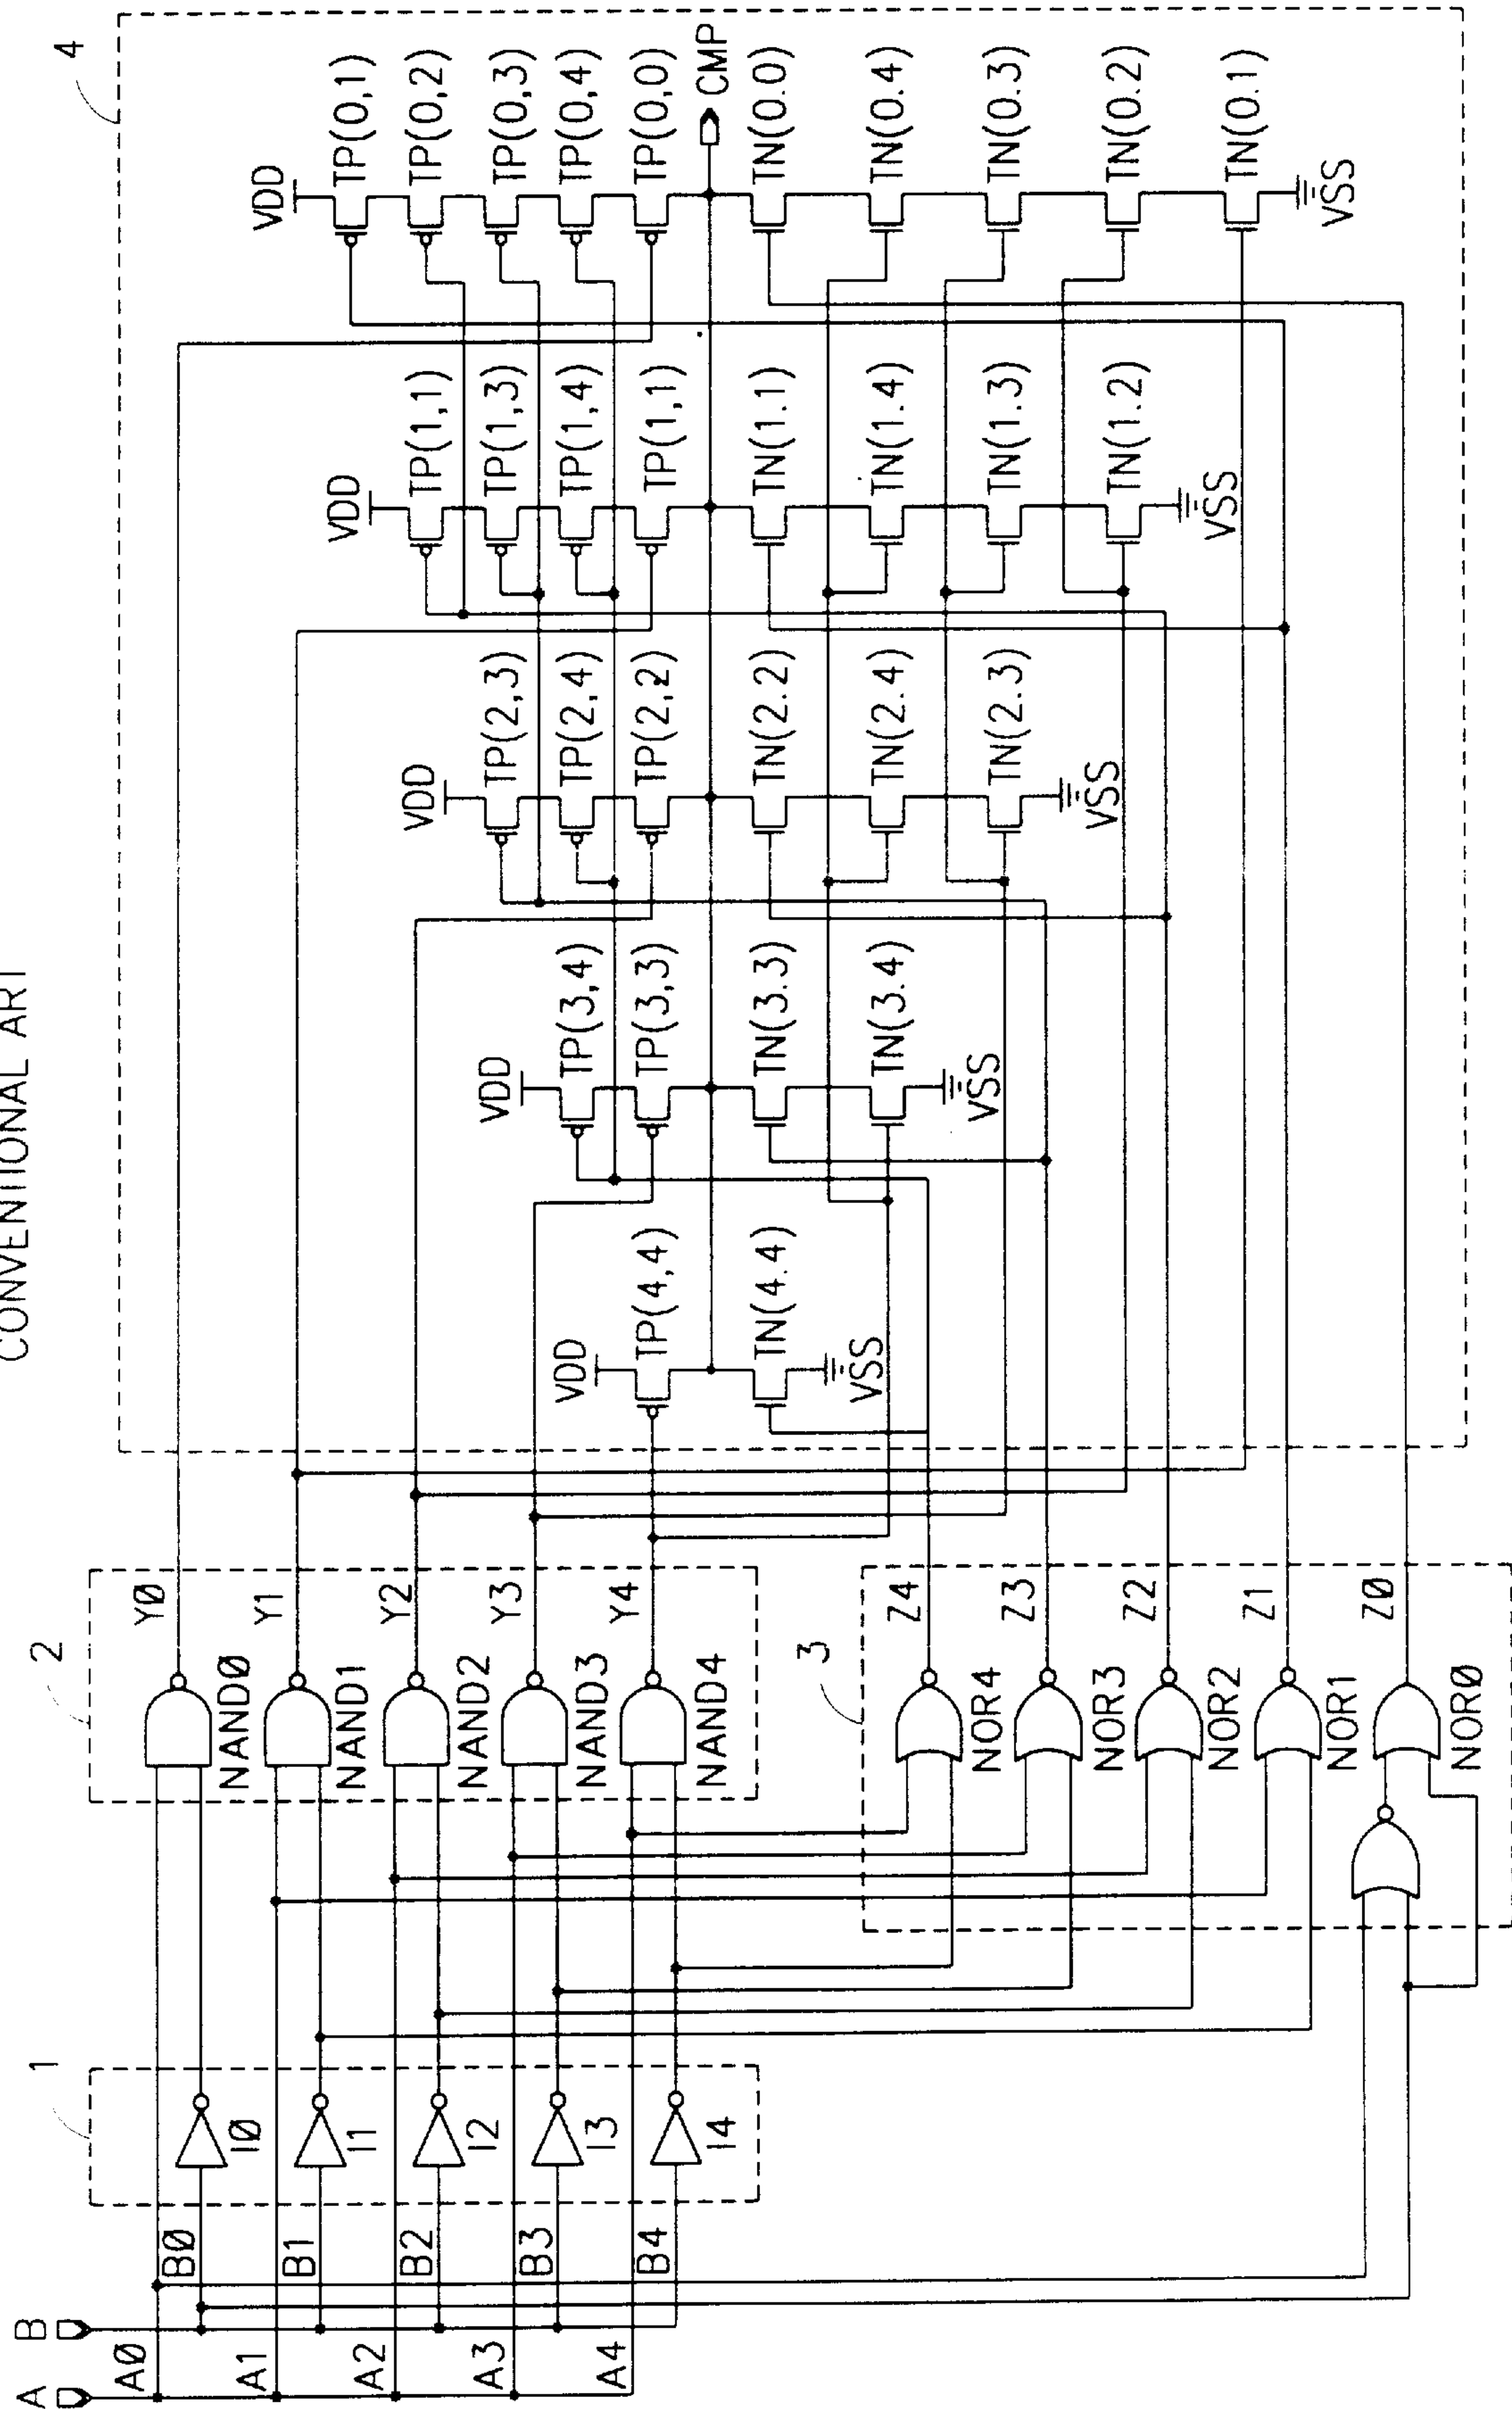 CONVENTIONAL ART
4
VDD
TP(0,1)
TP(0,2)
TP(0,3)
TP(0,4)
TP(0,0)
CMP
TN(0.0)
TN(0.4)
TN(0.3)
TN(0.2)
TN(0.1)
VSS
VDD
TP(1,1)
TP(1,3)
TP(1,4)
TP(1,1)
TN(1.1)
TN(1.4)
TN(1.3)
TN(1.2)
VSS
VDD
TP(2,3)
TP(2,4)
TP(2,2)
TN(2.2)
TN(2.4)
TN(2.3)
VSS
VDD
TP(3,4)
TP(3,3)
TN(3.3)
TN(3.4)
VSS
VDD
TP(4,4)
TN(4.4)
VSS
2
Y0
Y1
Y2
Y3
Y4
NAND0
NAND1
NAND2
NAND3
NAND4
3
Z4
Z3
Z2
Z1
Z0
NOR4
NOR3
NOR2
NOR1
NOR0
1
I0
I1
I2
I3
I4
B0
B1
B2
B3
B4
B
A
A0
A1
A2
A3
A4